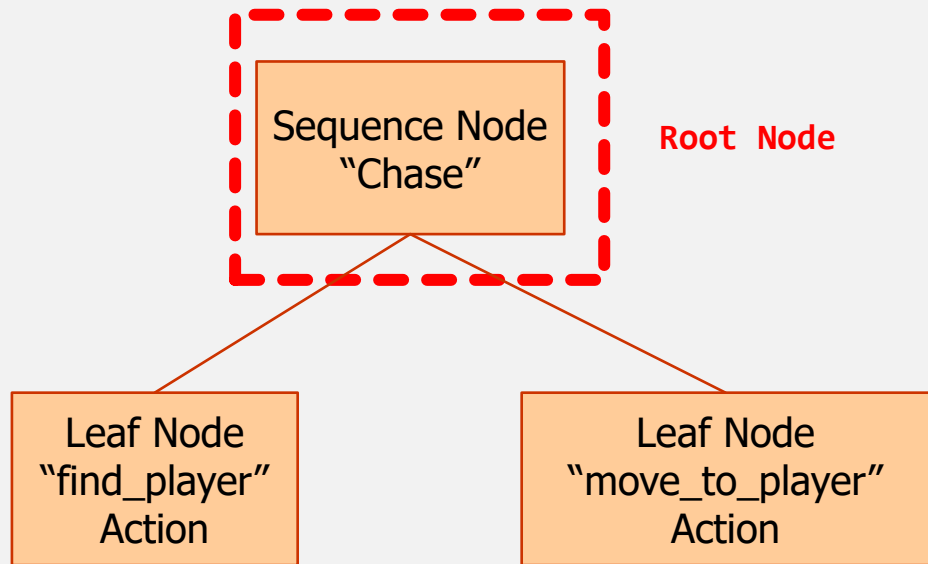 Sequence Node
“Chase”
Root Node
Leaf Node
“find_player”
Action
Leaf Node
“move_to_player”
Action